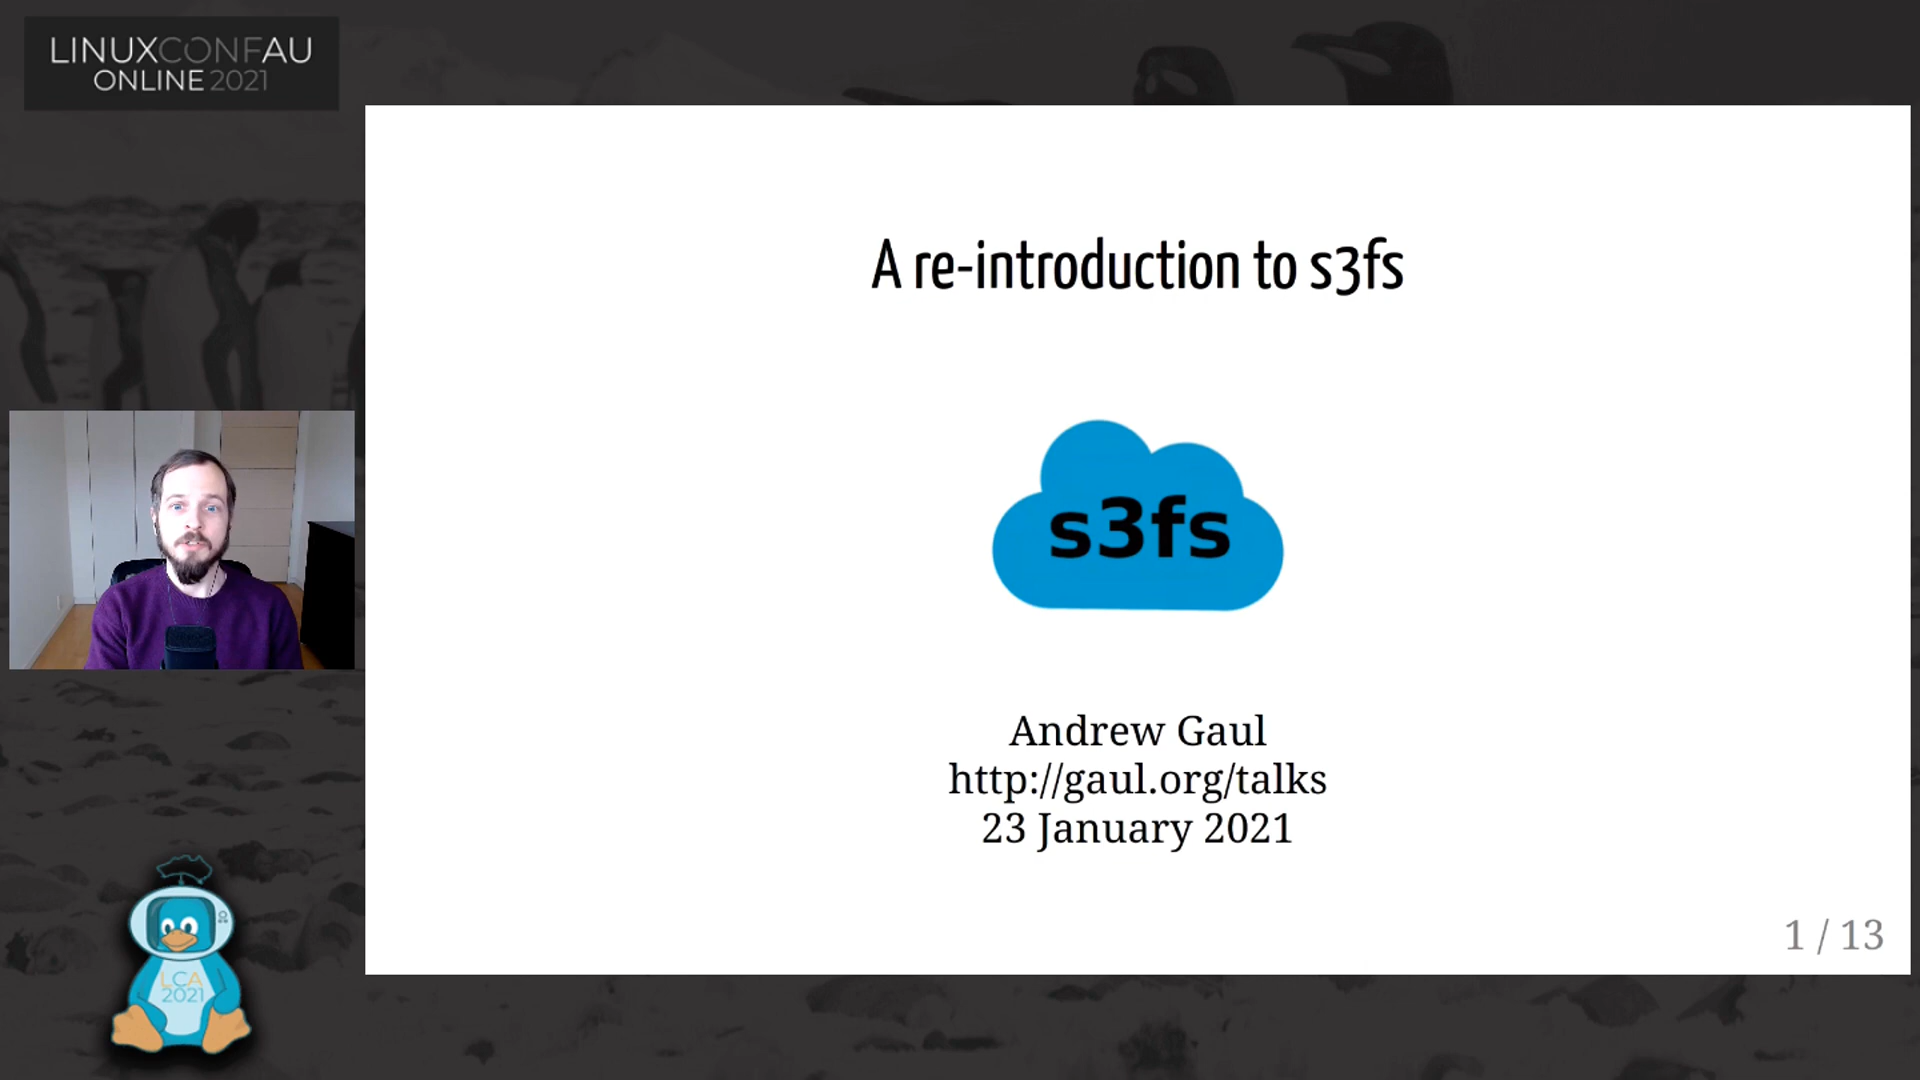 LINUXCONFAU
ONLINE 2021
A re-introduction to s3fs
s3fs
Andrew Gaul
http://gaul.org/talks
23 January 2021
1 / 13
LCA
2021